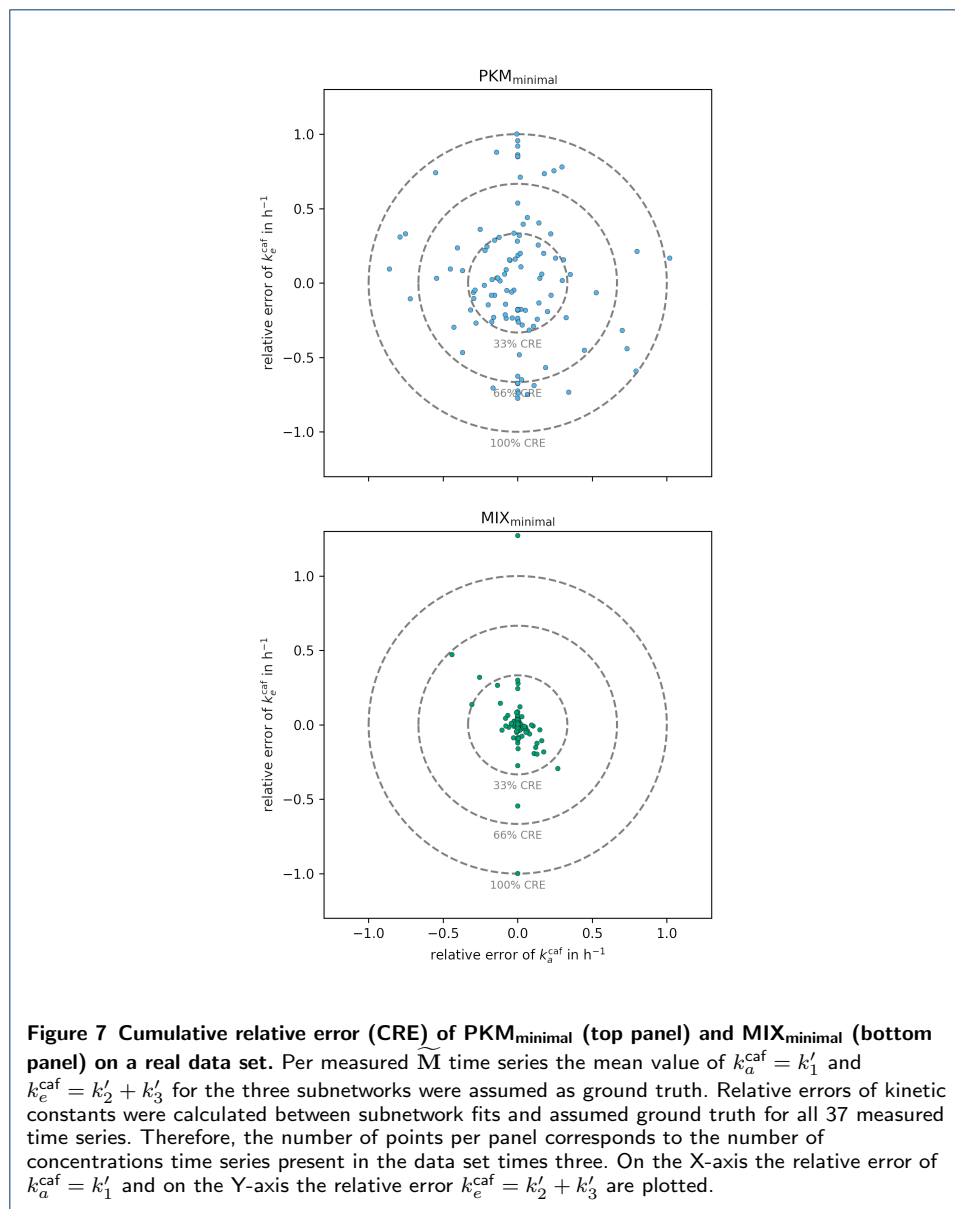 PKMminimal
1.0
0.5
0.0
−0.5
−1.0
relative error of k_e^caf in h⁻¹
33% CRE
66% CRE
100% CRE
MIXminimal
1.0
0.5
0.0
−0.5
−1.0
relative error of k_e^caf in h⁻¹
33% CRE
66% CRE
100% CRE
−1.0 −0.5 0.0 0.5 1.0
relative error of k_a^caf in h⁻¹
Figure 7 Cumulative relative error (CRE) of PKMminimal (top panel) and MIXminimal (bottom
panel) on a real data set. Per measured M̃ time series the mean value of k_a^caf = k′_1 and
k_e^caf = k′_2 + k′_3 for the three subnetworks were assumed as ground truth. Relative errors of kinetic
constants were calculated between subnetwork fits and assumed ground truth for all 37 measured
time series. Therefore, the number of points per panel corresponds to the number of
concentrations time series present in the data set times three. On the X-axis the relative error of
k_a^caf = k′_1 and on the Y-axis the relative error k_e^caf = k′_2 + k′_3 are plotted.